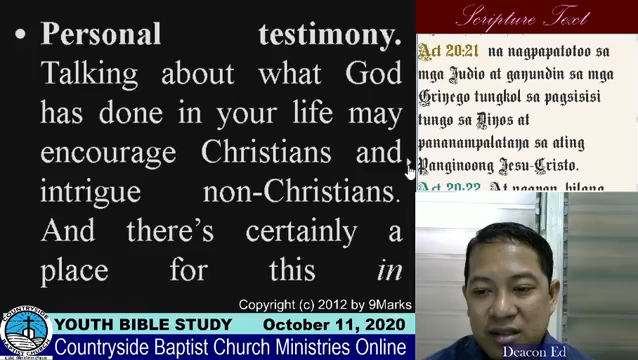 • Personal testimony.
Talking about what God
has done in your life may
encourage Christians and
intrigue non-Christians.
And there's certainly a
place for this in
Copyright (c) 2012 by 9Marks
Scripture Text
Act 20:21 na nagpapatotoo sa
mga Judio at gayundin sa mga
Griyego tungkol sa pagsisisi
tungo sa Diyos at
pananampalataya sa ating
Panginoong Jesu-Cristo.
Act 20:22
Deacon Ed
YOUTH BIBLE STUDY October 11, 2020
Countryside Baptist Church Ministries Online
COUNTRYSIDE
BAPTIST CHURCH